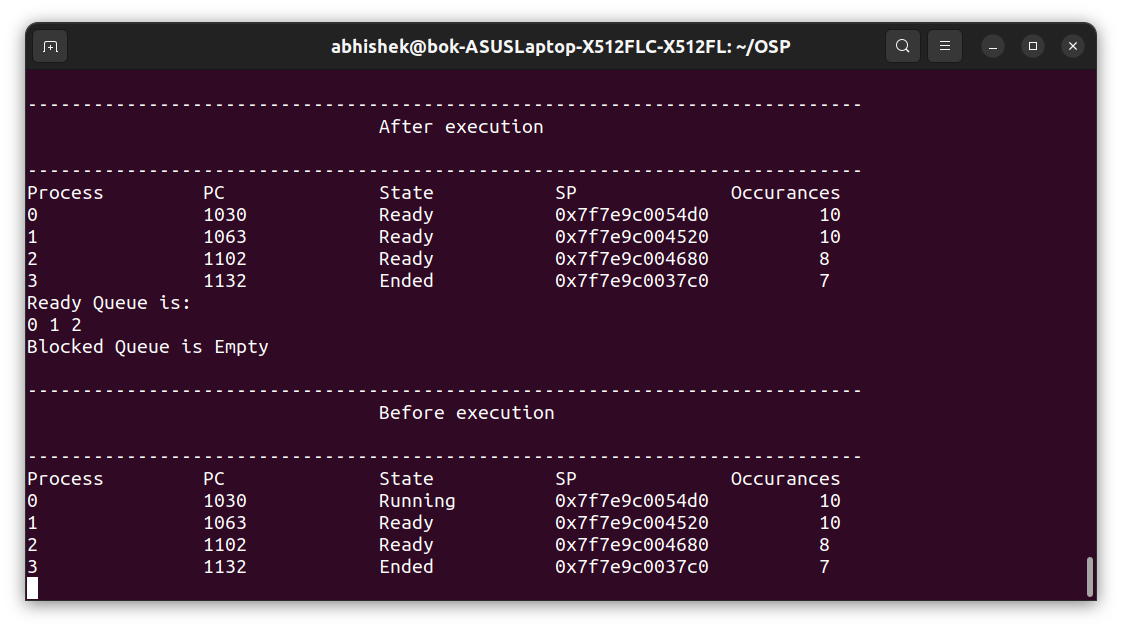 abhishek@bok-ASUSLaptop-X512FLC-X512FL: ~/OSP
----------------------------------------------------------------------------
After execution
----------------------------------------------------------------------------
Process PC State SP Occurances
0 1030 Ready 0x7f7e9c0054d0 10
1 1063 Ready 0x7f7e9c004520 10
2 1102 Ready 0x7f7e9c004680 8
3 1132 Ended 0x7f7e9c0037c0 7
Ready Queue is:
0 1 2
Blocked Queue is Empty
----------------------------------------------------------------------------
Before execution
----------------------------------------------------------------------------
Process PC State SP Occurances
0 1030 Running 0x7f7e9c0054d0 10
1 1063 Ready 0x7f7e9c004520 10
2 1102 Ready 0x7f7e9c004680 8
3 1132 Ended 0x7f7e9c0037c0 7